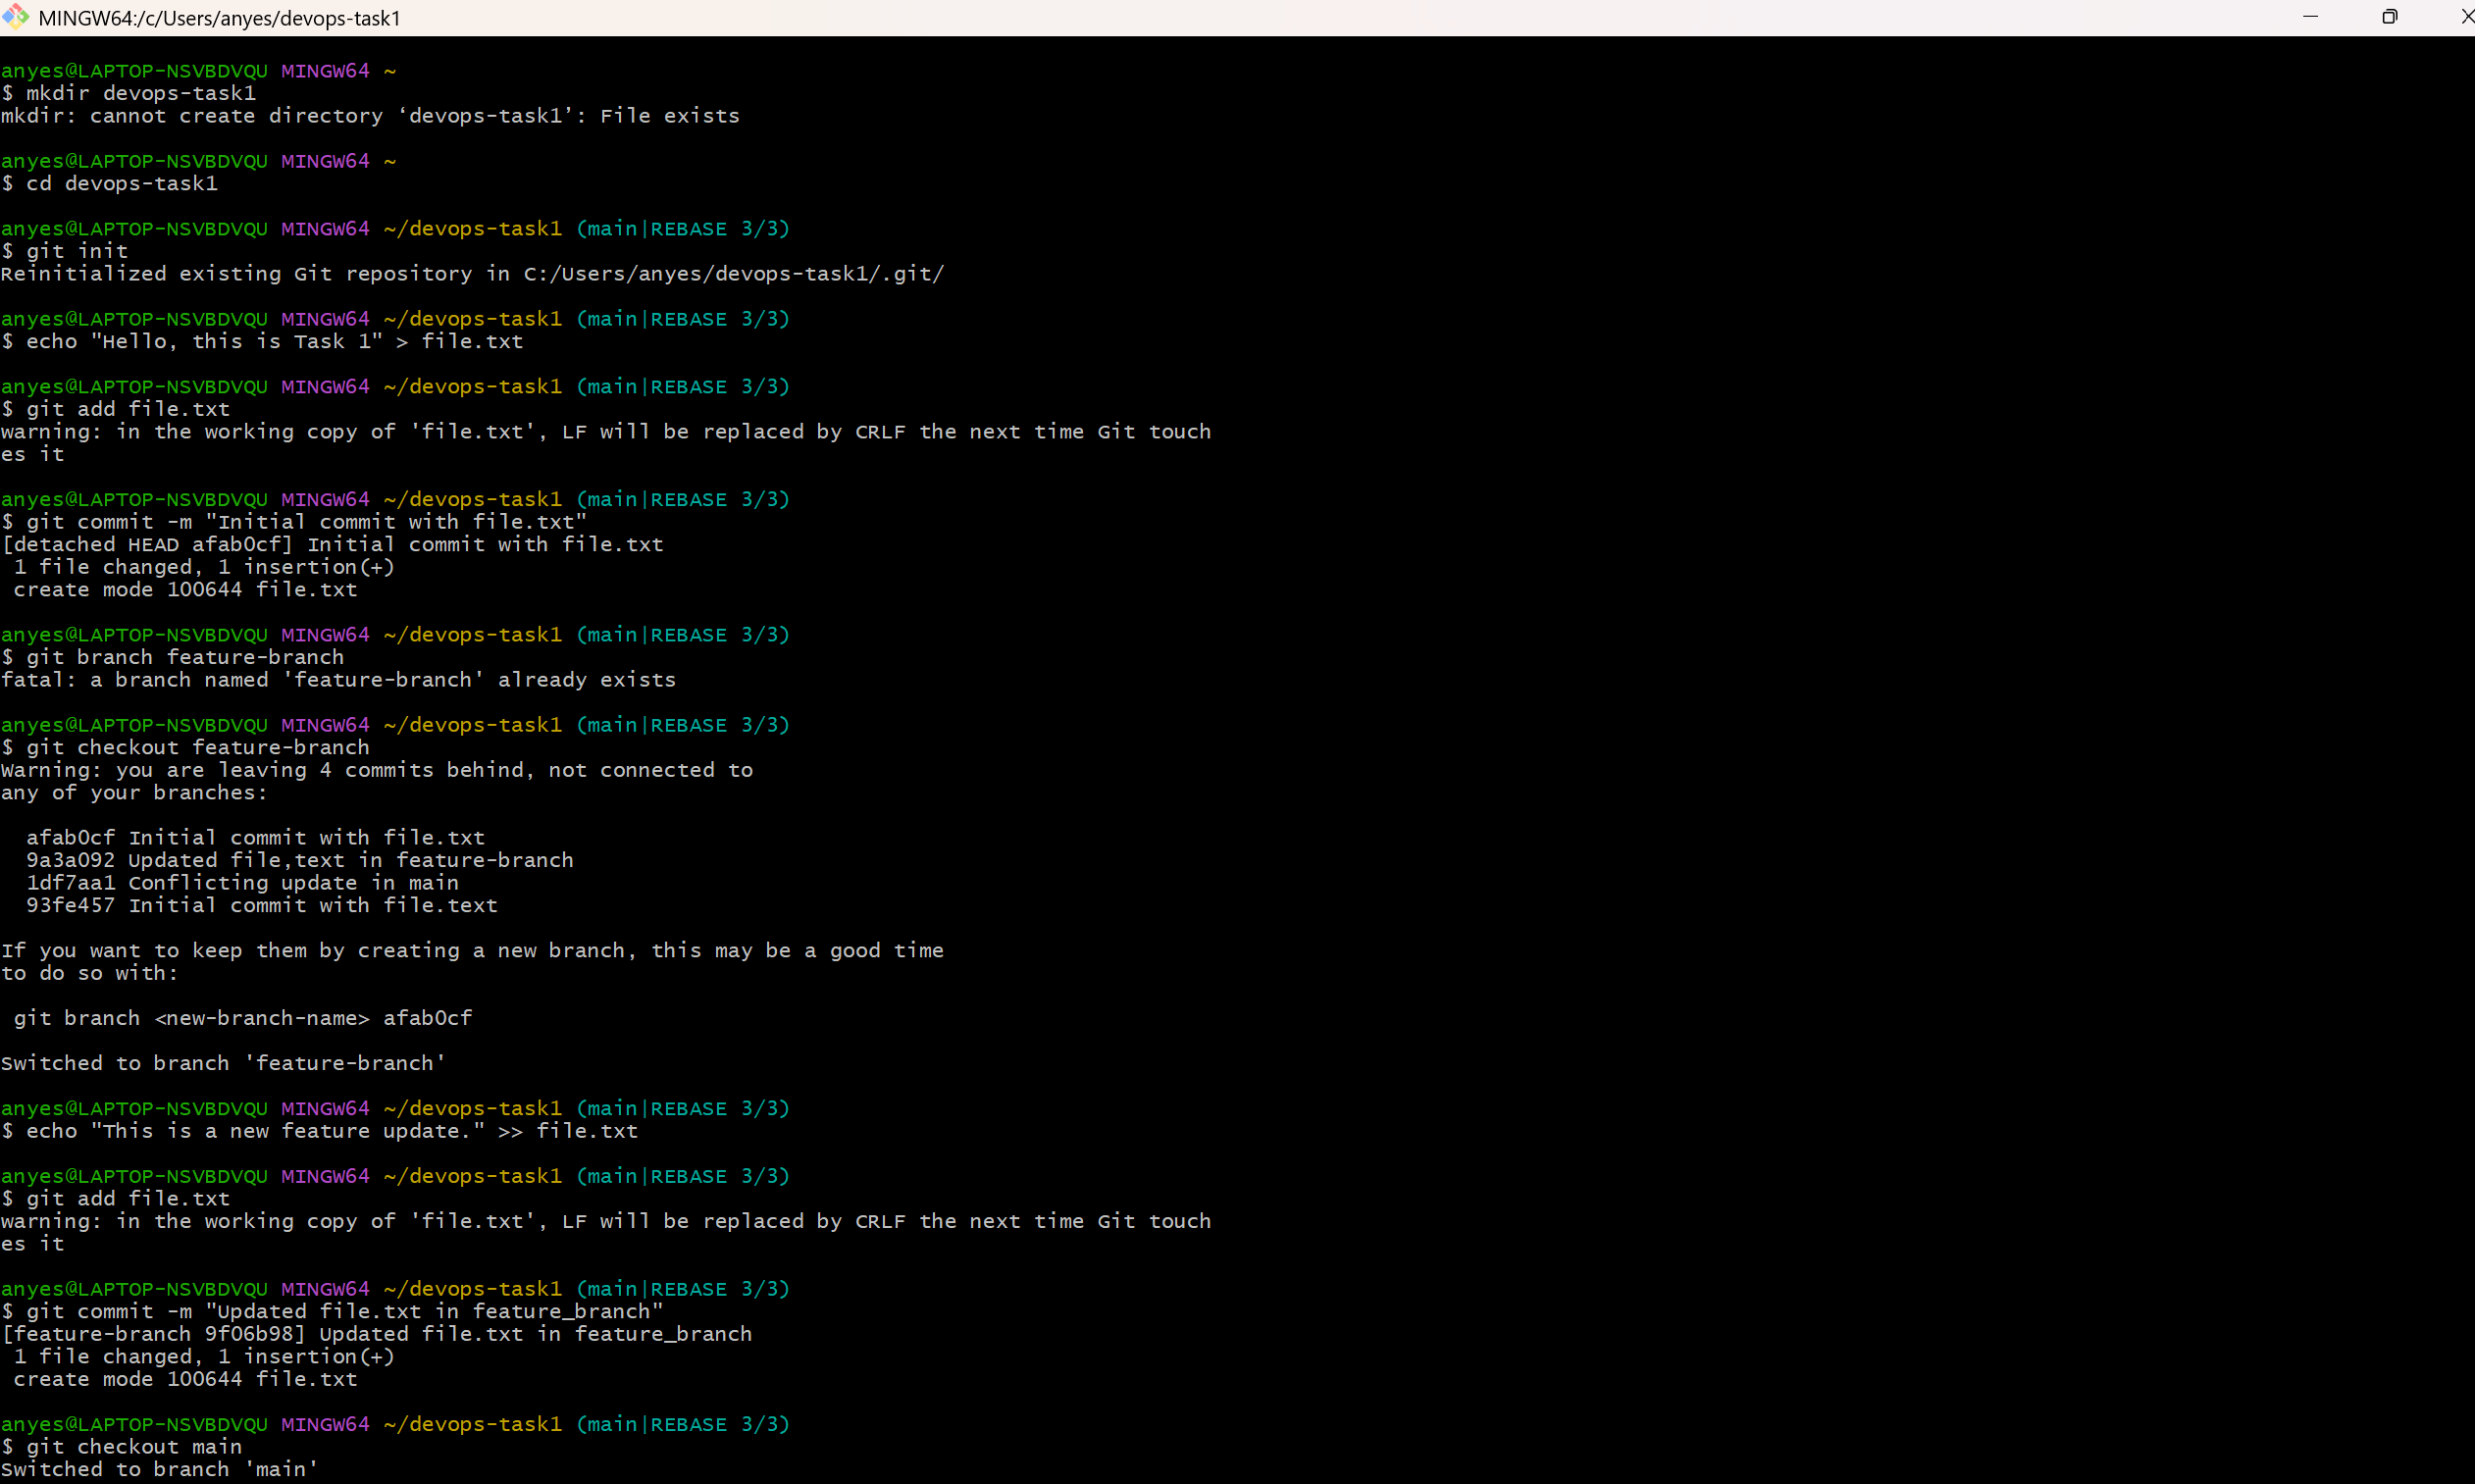 MINGW64:/c/Users/anyes/devops-task1
anyes@LAPTOP-NSVBDVQU MINGW64 ~
$ mkdir devops-task1
mkdir: cannot create directory ‘devops-task1’: File exists
anyes@LAPTOP-NSVBDVQU MINGW64 ~
$ cd devops-task1
anyes@LAPTOP-NSVBDVQU MINGW64 ~/devops-task1 (main|REBASE 3/3)
$ git init
Reinitialized existing Git repository in C:/Users/anyes/devops-task1/.git/
anyes@LAPTOP-NSVBDVQU MINGW64 ~/devops-task1 (main|REBASE 3/3)
$ echo "Hello, this is Task 1" > file.txt
anyes@LAPTOP-NSVBDVQU MINGW64 ~/devops-task1 (main|REBASE 3/3)
$ git add file.txt
warning: in the working copy of 'file.txt', LF will be replaced by CRLF the next time Git touch
es it
anyes@LAPTOP-NSVBDVQU MINGW64 ~/devops-task1 (main|REBASE 3/3)
$ git commit -m "Initial commit with file.txt"
[detached HEAD afab0cf] Initial commit with file.txt
 1 file changed, 1 insertion(+)
 create mode 100644 file.txt
anyes@LAPTOP-NSVBDVQU MINGW64 ~/devops-task1 (main|REBASE 3/3)
$ git branch feature-branch
fatal: a branch named 'feature-branch' already exists
anyes@LAPTOP-NSVBDVQU MINGW64 ~/devops-task1 (main|REBASE 3/3)
$ git checkout feature-branch
Warning: you are leaving 4 commits behind, not connected to
any of your branches:
  afab0cf Initial commit with file.txt
  9a3a092 Updated file,text in feature-branch
  1df7aa1 Conflicting update in main
  93fe457 Initial commit with file.text
If you want to keep them by creating a new branch, this may be a good time
to do so with:
 git branch <new-branch-name> afab0cf
Switched to branch 'feature-branch'
anyes@LAPTOP-NSVBDVQU MINGW64 ~/devops-task1 (main|REBASE 3/3)
$ echo "This is a new feature update." >> file.txt
anyes@LAPTOP-NSVBDVQU MINGW64 ~/devops-task1 (main|REBASE 3/3)
$ git add file.txt
warning: in the working copy of 'file.txt', LF will be replaced by CRLF the next time Git touch
es it
anyes@LAPTOP-NSVBDVQU MINGW64 ~/devops-task1 (main|REBASE 3/3)
$ git commit -m "Updated file.txt in feature_branch"
[feature-branch 9f06b98] Updated file.txt in feature_branch
 1 file changed, 1 insertion(+)
 create mode 100644 file.txt
anyes@LAPTOP-NSVBDVQU MINGW64 ~/devops-task1 (main|REBASE 3/3)
$ git checkout main
Switched to branch 'main'